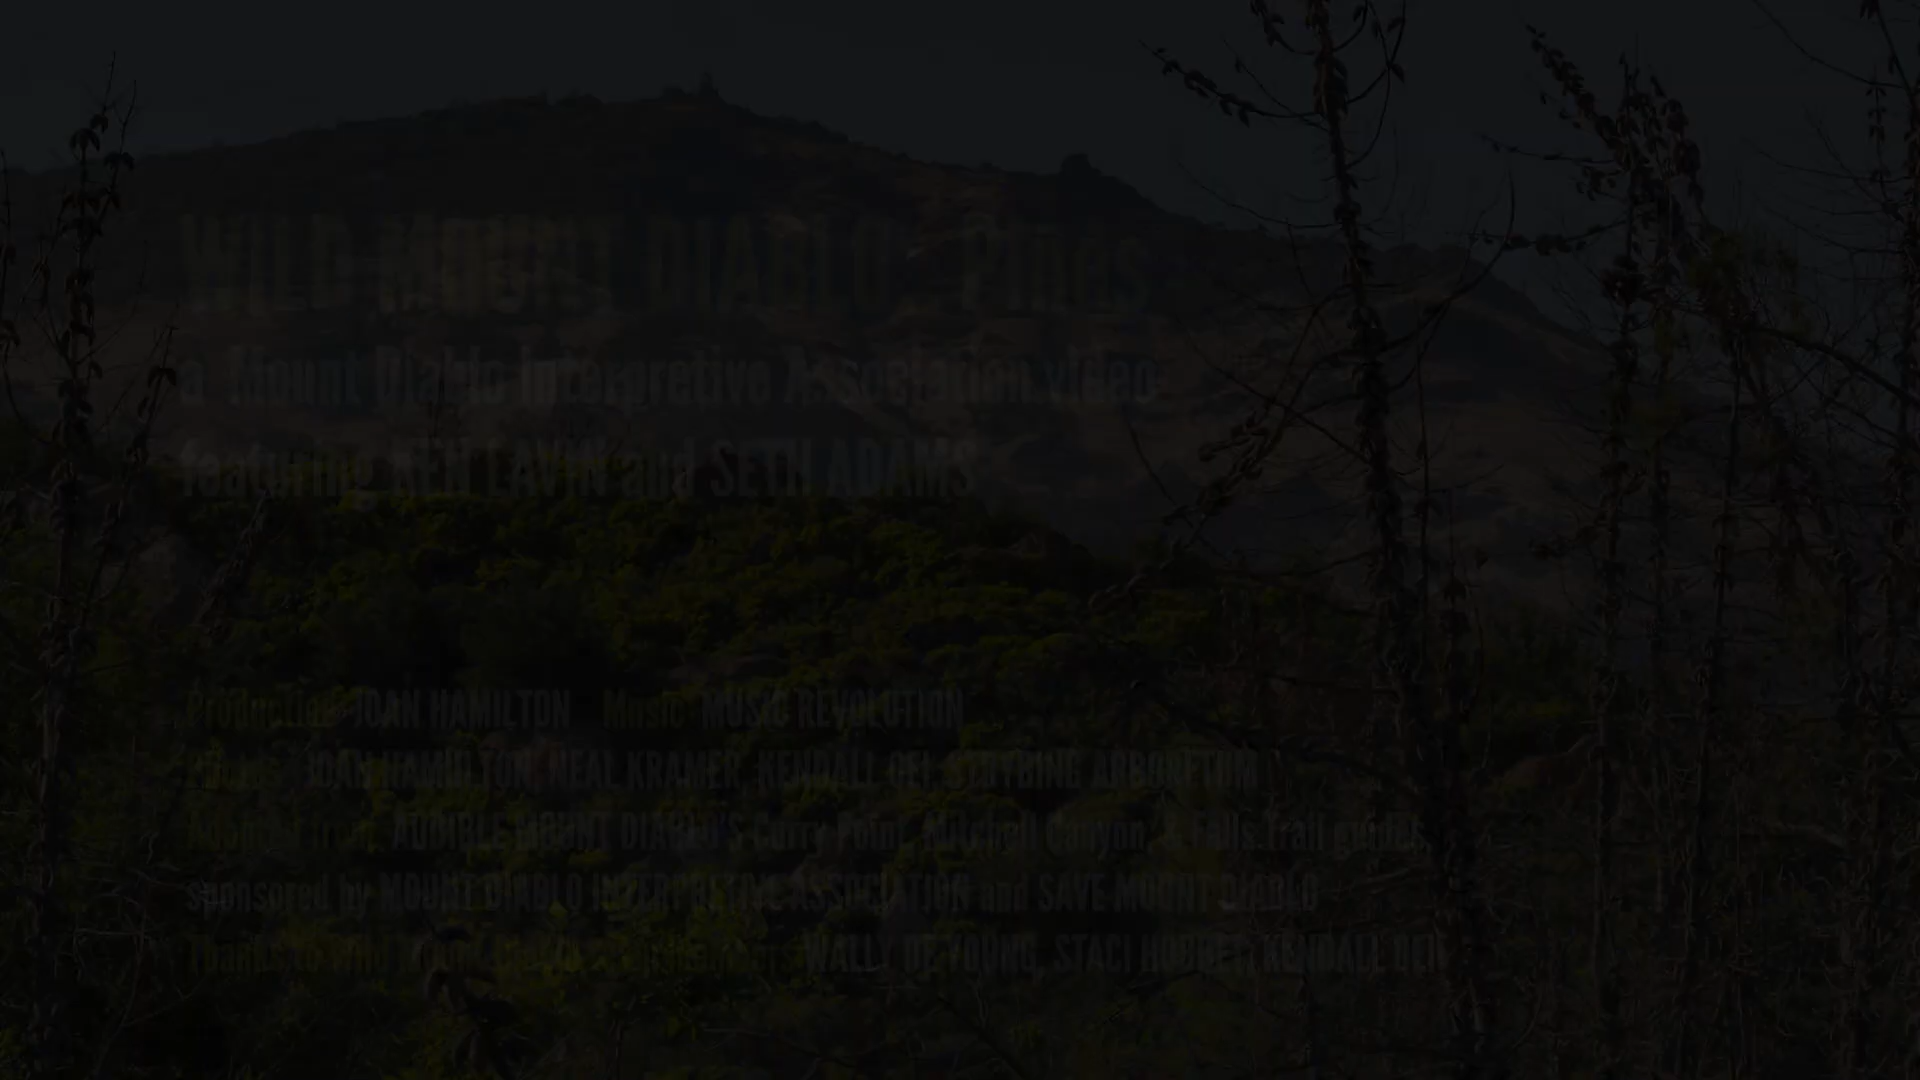 WILD MOUNT DIABLO: Pines
a Mount Diablo Interpretive Association video
featuring KEN LAVIN and SETH ADAMS
Production JOAN HAMILTON Music MUSIC REVOLUTION
JOAN HAMILTON, NEAL KRAMER, KENDALL OEI, ARBORETUM
AUDIBLE MOUNT DIABLO'S Curry Point, Mitchell Canyon & Falls Trail guides,
sponsored by MOUNT DIABLO INTERPRETIVE ASSOCIATION and SAVE MOUNT DIABLO
Thanks to WALLY DE YOUNG, STACI HOBBET, KENDALL OEI